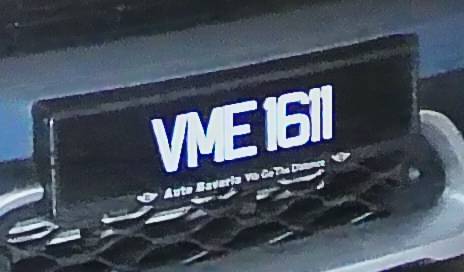 VME 1611
Auto Bavaria We Go The Distance